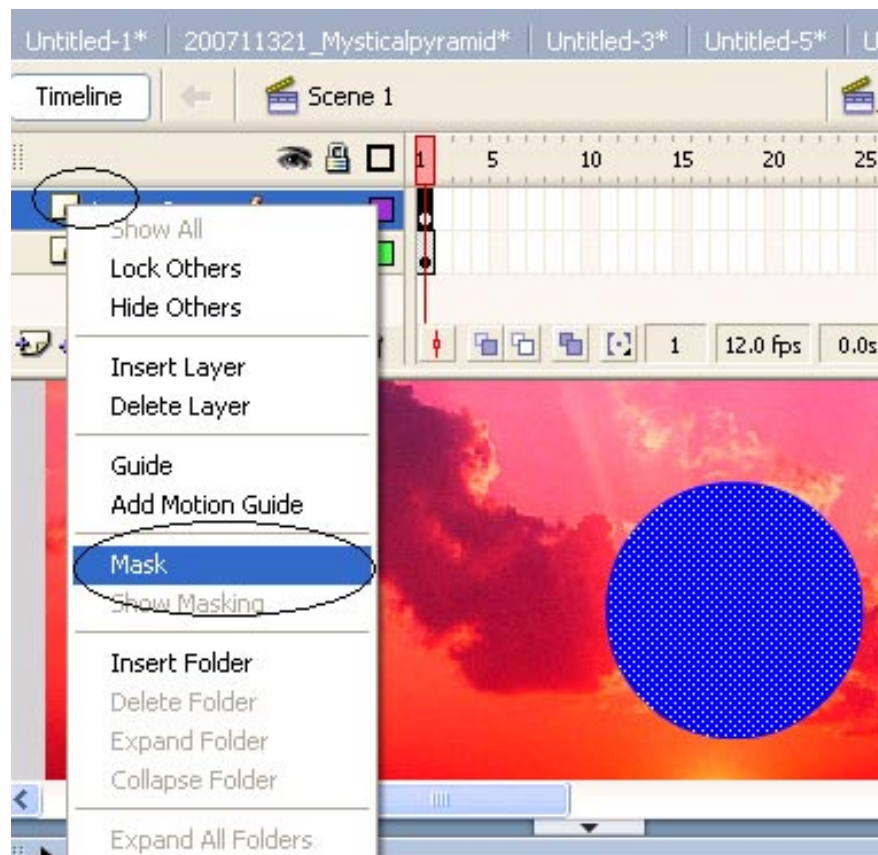 Untitled-1* 200711321_Mysticalpyramid* Untitled-3* Untitled-5*
Timeline Scene 1
1 5 10 15 20 25
Show All
Lock Others
Hide Others
1 12.0 fps 0.0s
Insert Layer
Delete Layer
Guide
Add Motion Guide
Mask
Show Masking
Insert Folder
Delete Folder
Expand Folder
Collapse Folder
Expand All Folders